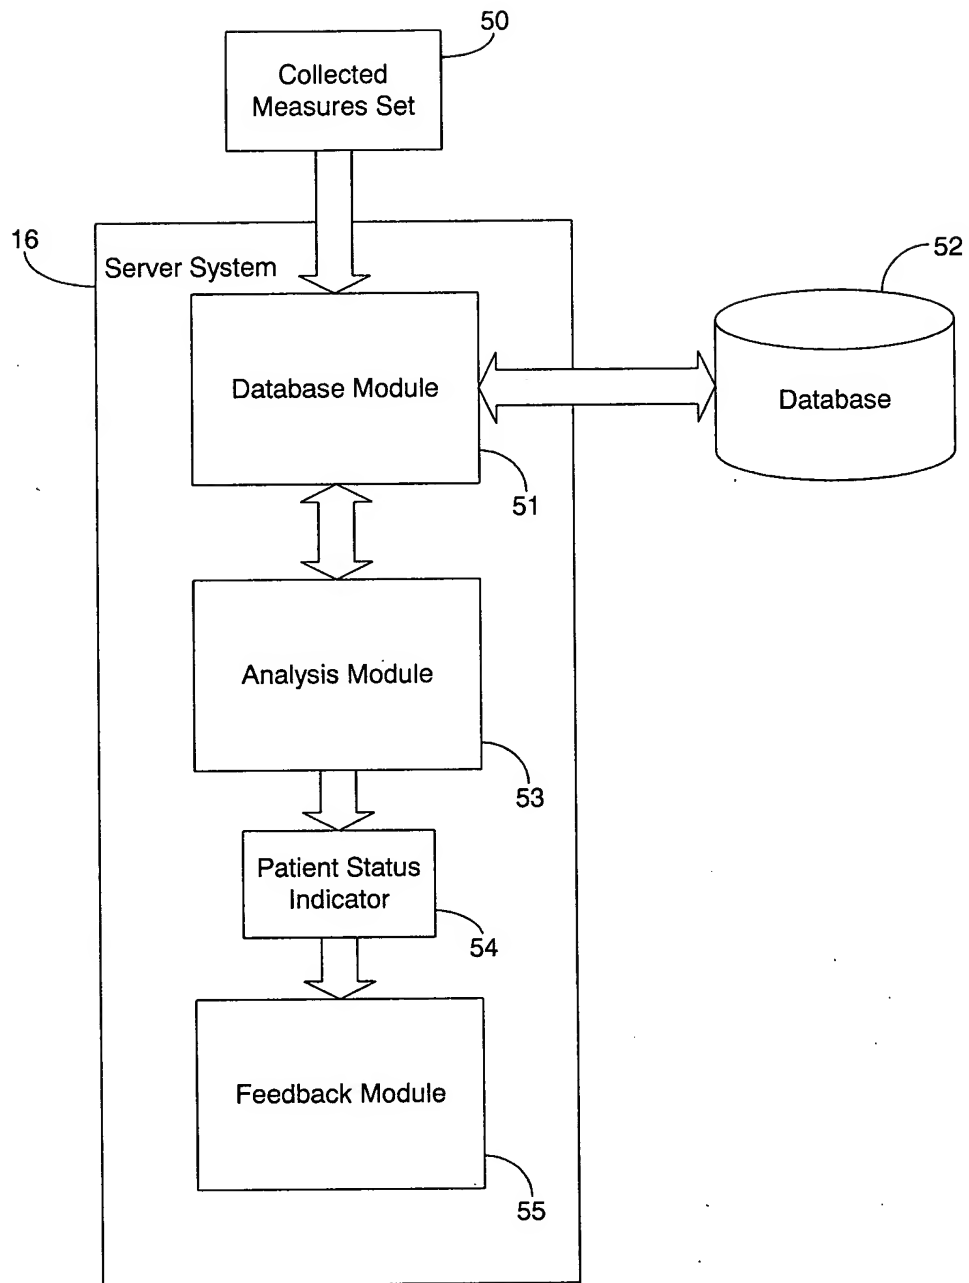 50
Collected
Measures Set
16
Server System
52
Database Module
Database
51
Analysis Module
53
Patient Status
Indicator
54
Feedback Module
55